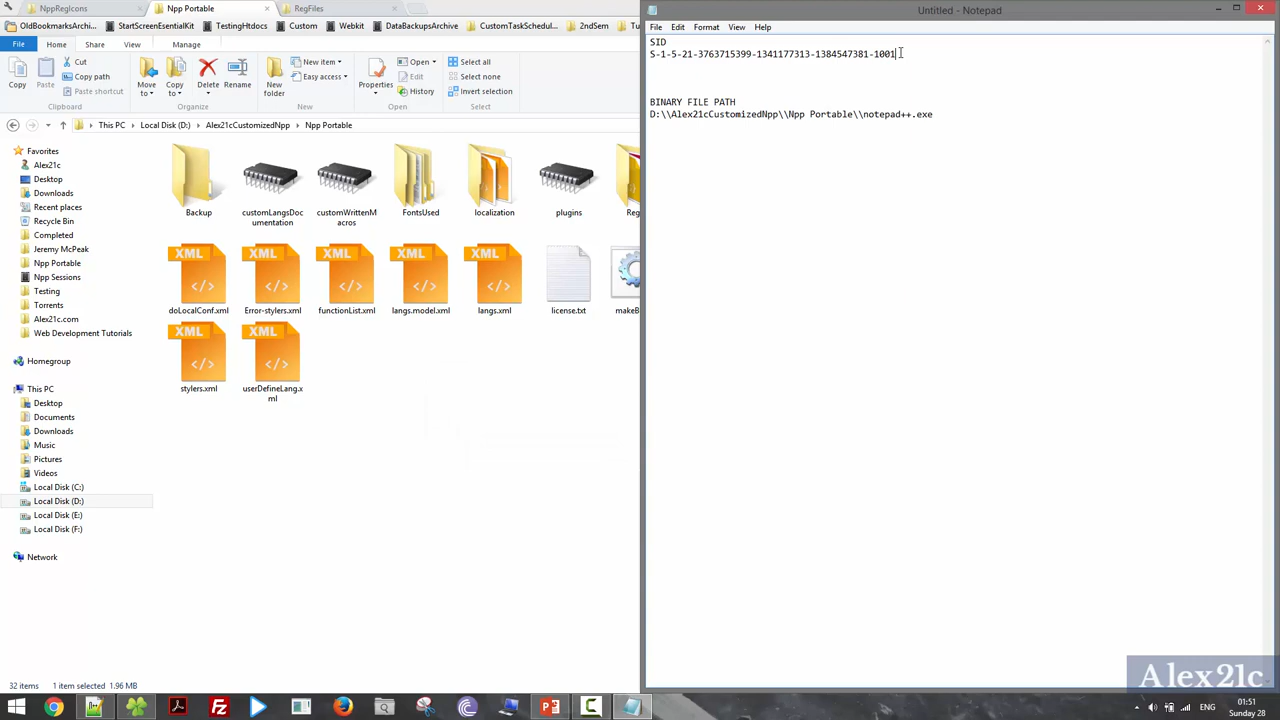 NppRegIcons
Npp Portable
RegFiles
OldBooksmarksArchi...
StartScreenEsentialKit
TestingHtdocs
Custom
Webkit
DataBackupsArchive
CustomTaskSchedul...
2ndSem
Tu
File
Home
Share
View
Manage
Copy
Paste
Cut
Copy path
Paste shortcut
Move to
Copy to
Delete
Rename
New folder
New item
Easy access
Properties
Open
Edit
History
Select all
Select none
Invert selection
Clipboard
Organize
New
Open
Select
This PC
Local Disk (D:)
Alex21cCustomizedNpp
Npp Portable
Favorites
Alex21c
Desktop
Downloads
Recent places
Recycle Bin
Completed
Jeremy McPeak
Npp Portable
Npp Sessions
Testing
Torrents
Alex21c.com
Web Development Tutorials
Homegroup
This PC
Desktop
Documents
Downloads
Music
Pictures
Videos
Local Disk (C:)
Local Disk (D:)
Local Disk (E:)
Local Disk (F:)
Network
Backup
customLangsDocumentation
customWrittenMacros
FontsUsed
localization
plugins
Reg
doLocalConf.xml
Error-stylers.xml
functionList.xml
langs.model.xml
langs.xml
license.txt
makeB
stylers.xml
userDefineLang.xml
32 items
1 item selected 1.96 MB
Untitled - Notepad
File
Edit
Format
View
Help
SID
S-1-5-21-3763715399-1341177313-1384547381-1001
BINARY FILE PATH
D:\\Alex21cCustomizedNpp\\Npp Portable\\notepad++.exe
Alex21c
01:51
Sunday 28